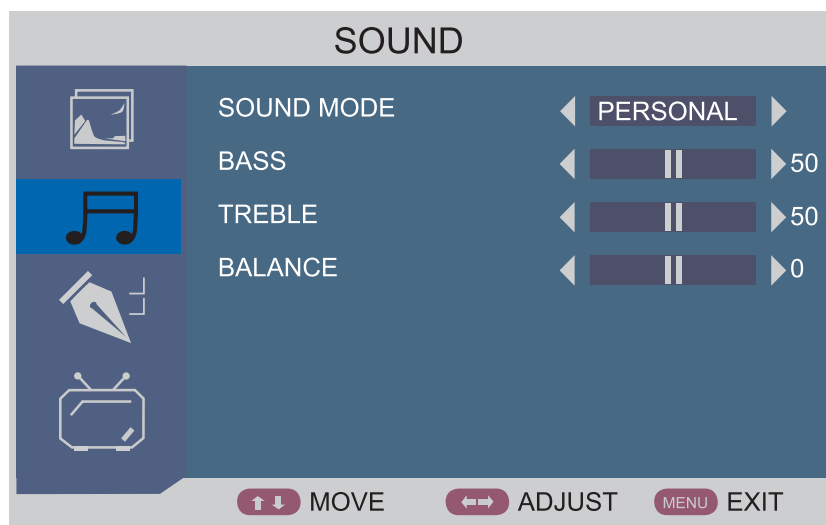 SOUND
SOUND MODE PERSONAL
BASS 50
TREBLE 50
BALANCE 0
MOVE ADJUST MENU EXIT